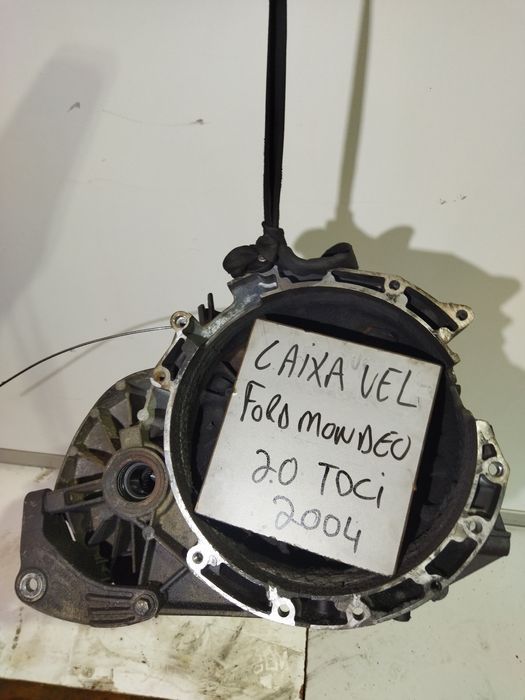 CAIXA VEL
FORD MONDEO
2.0 TDCi
2004